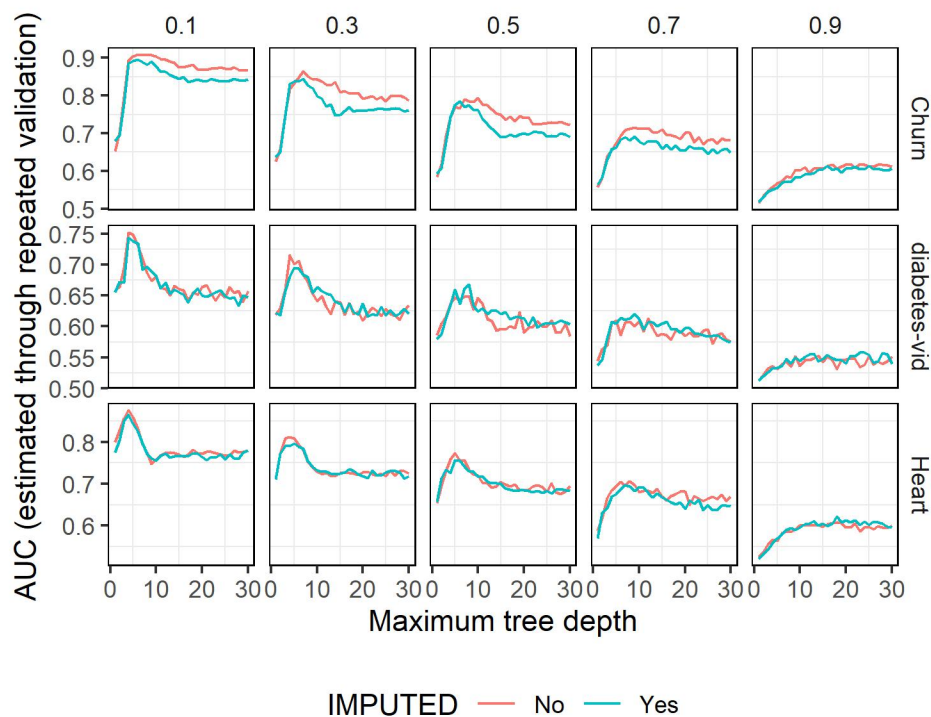 0.1 0.3 0.5 0.7 0.9
AUC (estimated through repeated validation)
0.9
0.8
0.7
0.6
0.5
Churn
0.75
0.70
0.65
0.60
0.55
0.50
diabetes-vid
0.8
0.7
0.6
Heart
0 10 20 30 0 10 20 30 0 10 20 30 0 10 20 30 0 10 20 30
Maximum tree depth
IMPUTED No Yes